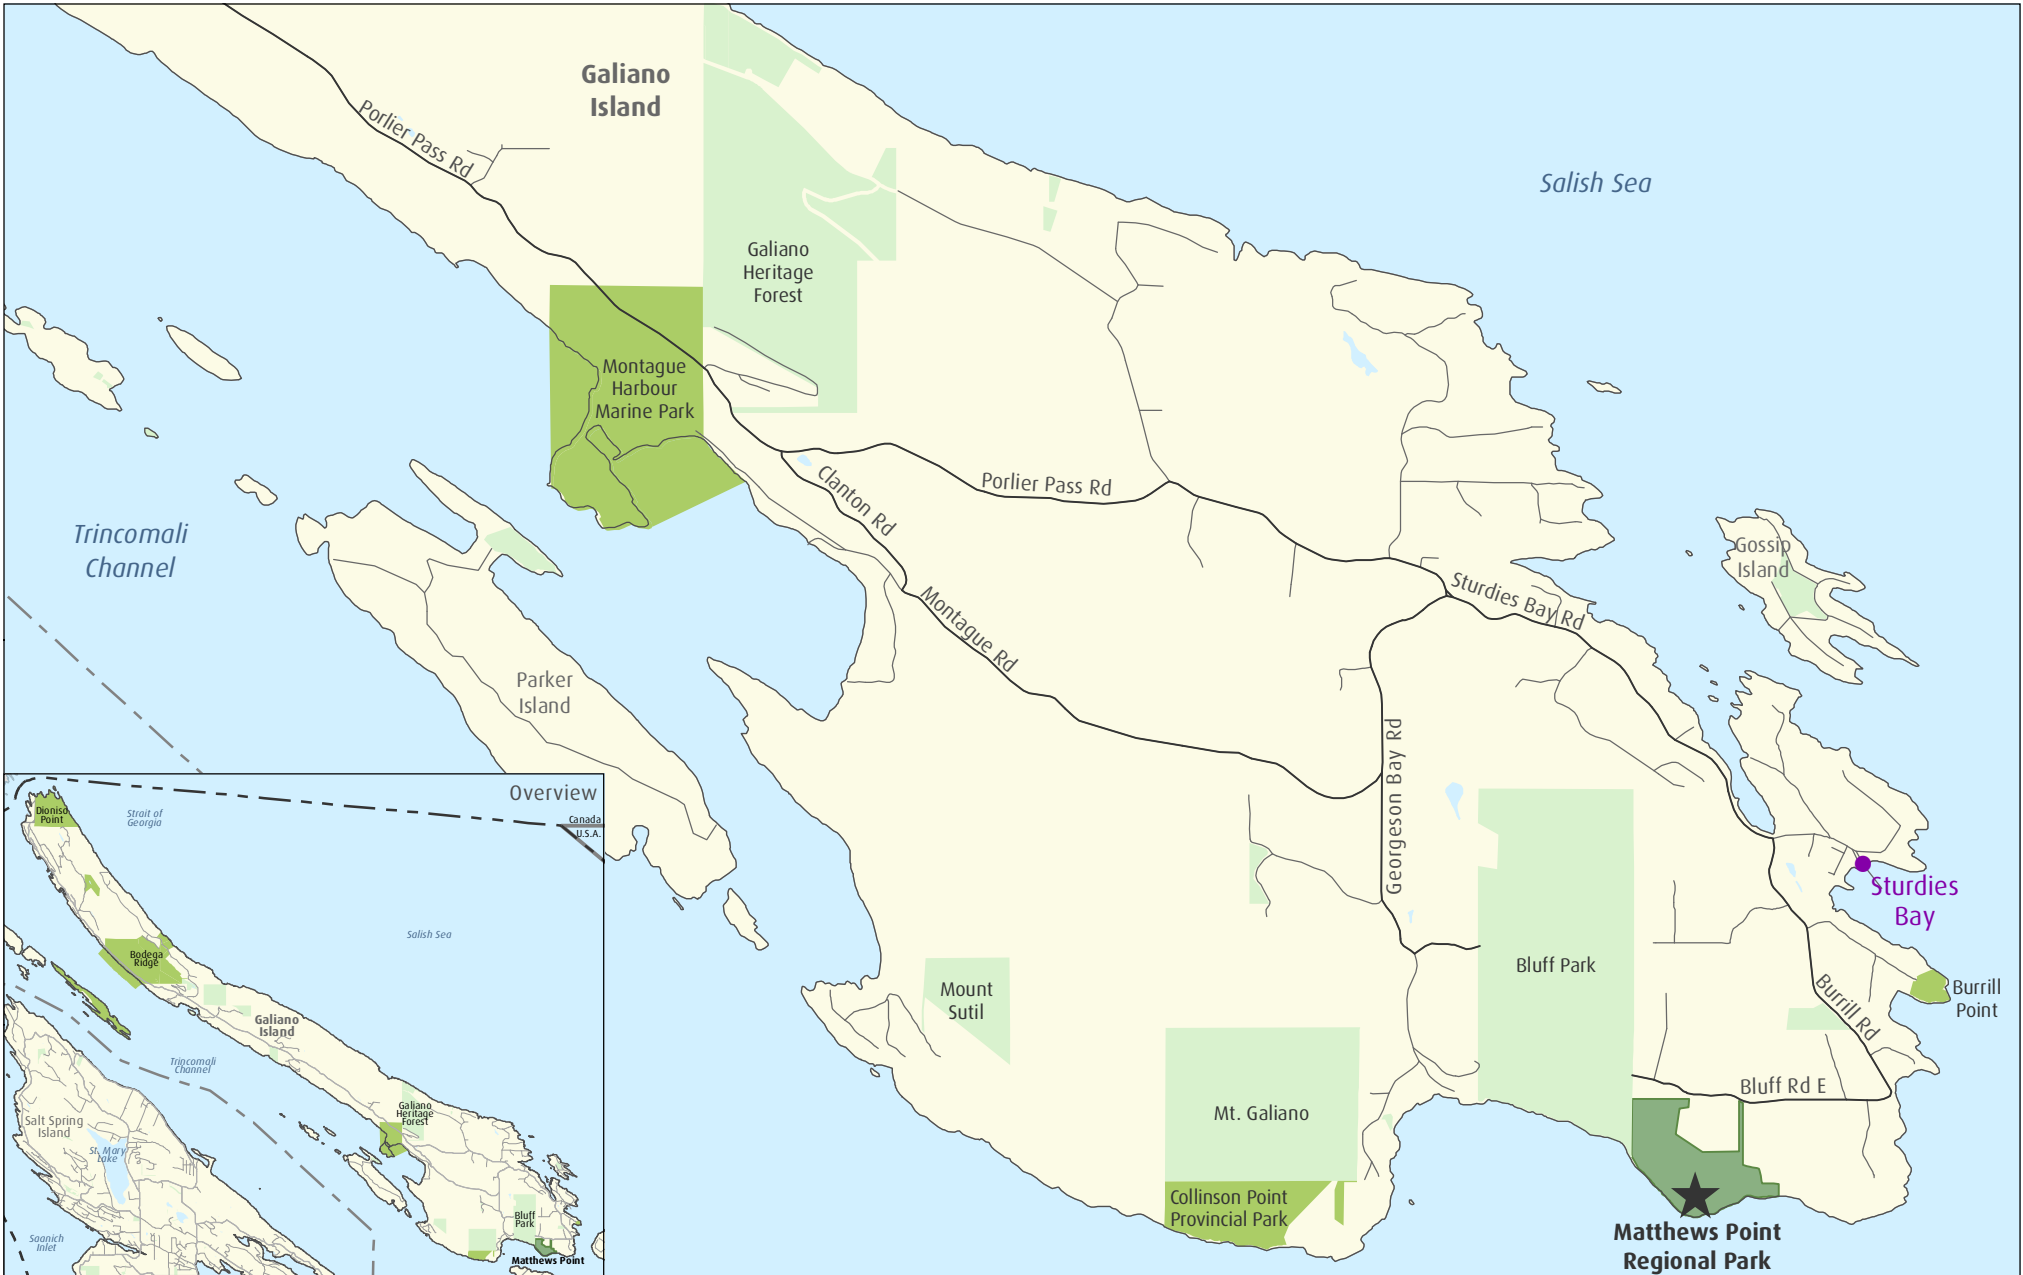 Galiano
Island
Porlier Pass Rd
Salish Sea
Galiano
Heritage
Forest
Montague
Harbour
Marine Park
Porlier Pass Rd
Clanton Rd
Trincomali
Channel
Gossip
Island
Sturdies Bay Rd
Montague Rd
Parker
Island
Georgeson Bay Rd
Sturdies
Bay
Bluff Park
Mount
Sutil
Burrill
Point
Burrill Rd
Bluff Rd E
Mt. Galiano
Collinson Point
Provincial Park
Matthews Point
Regional Park
Overview
Canada
U.S.A.
Dionisо
Point
Strait of
Georgia
Salish Sea
Bodega
Ridge
Galiano
Island
Trincomali
Channel
Galiano
Heritage
Forest
Salt Spring
Island
St. Mary
Lake
Bluff
Park
Saanich
Inlet
Matthews Point